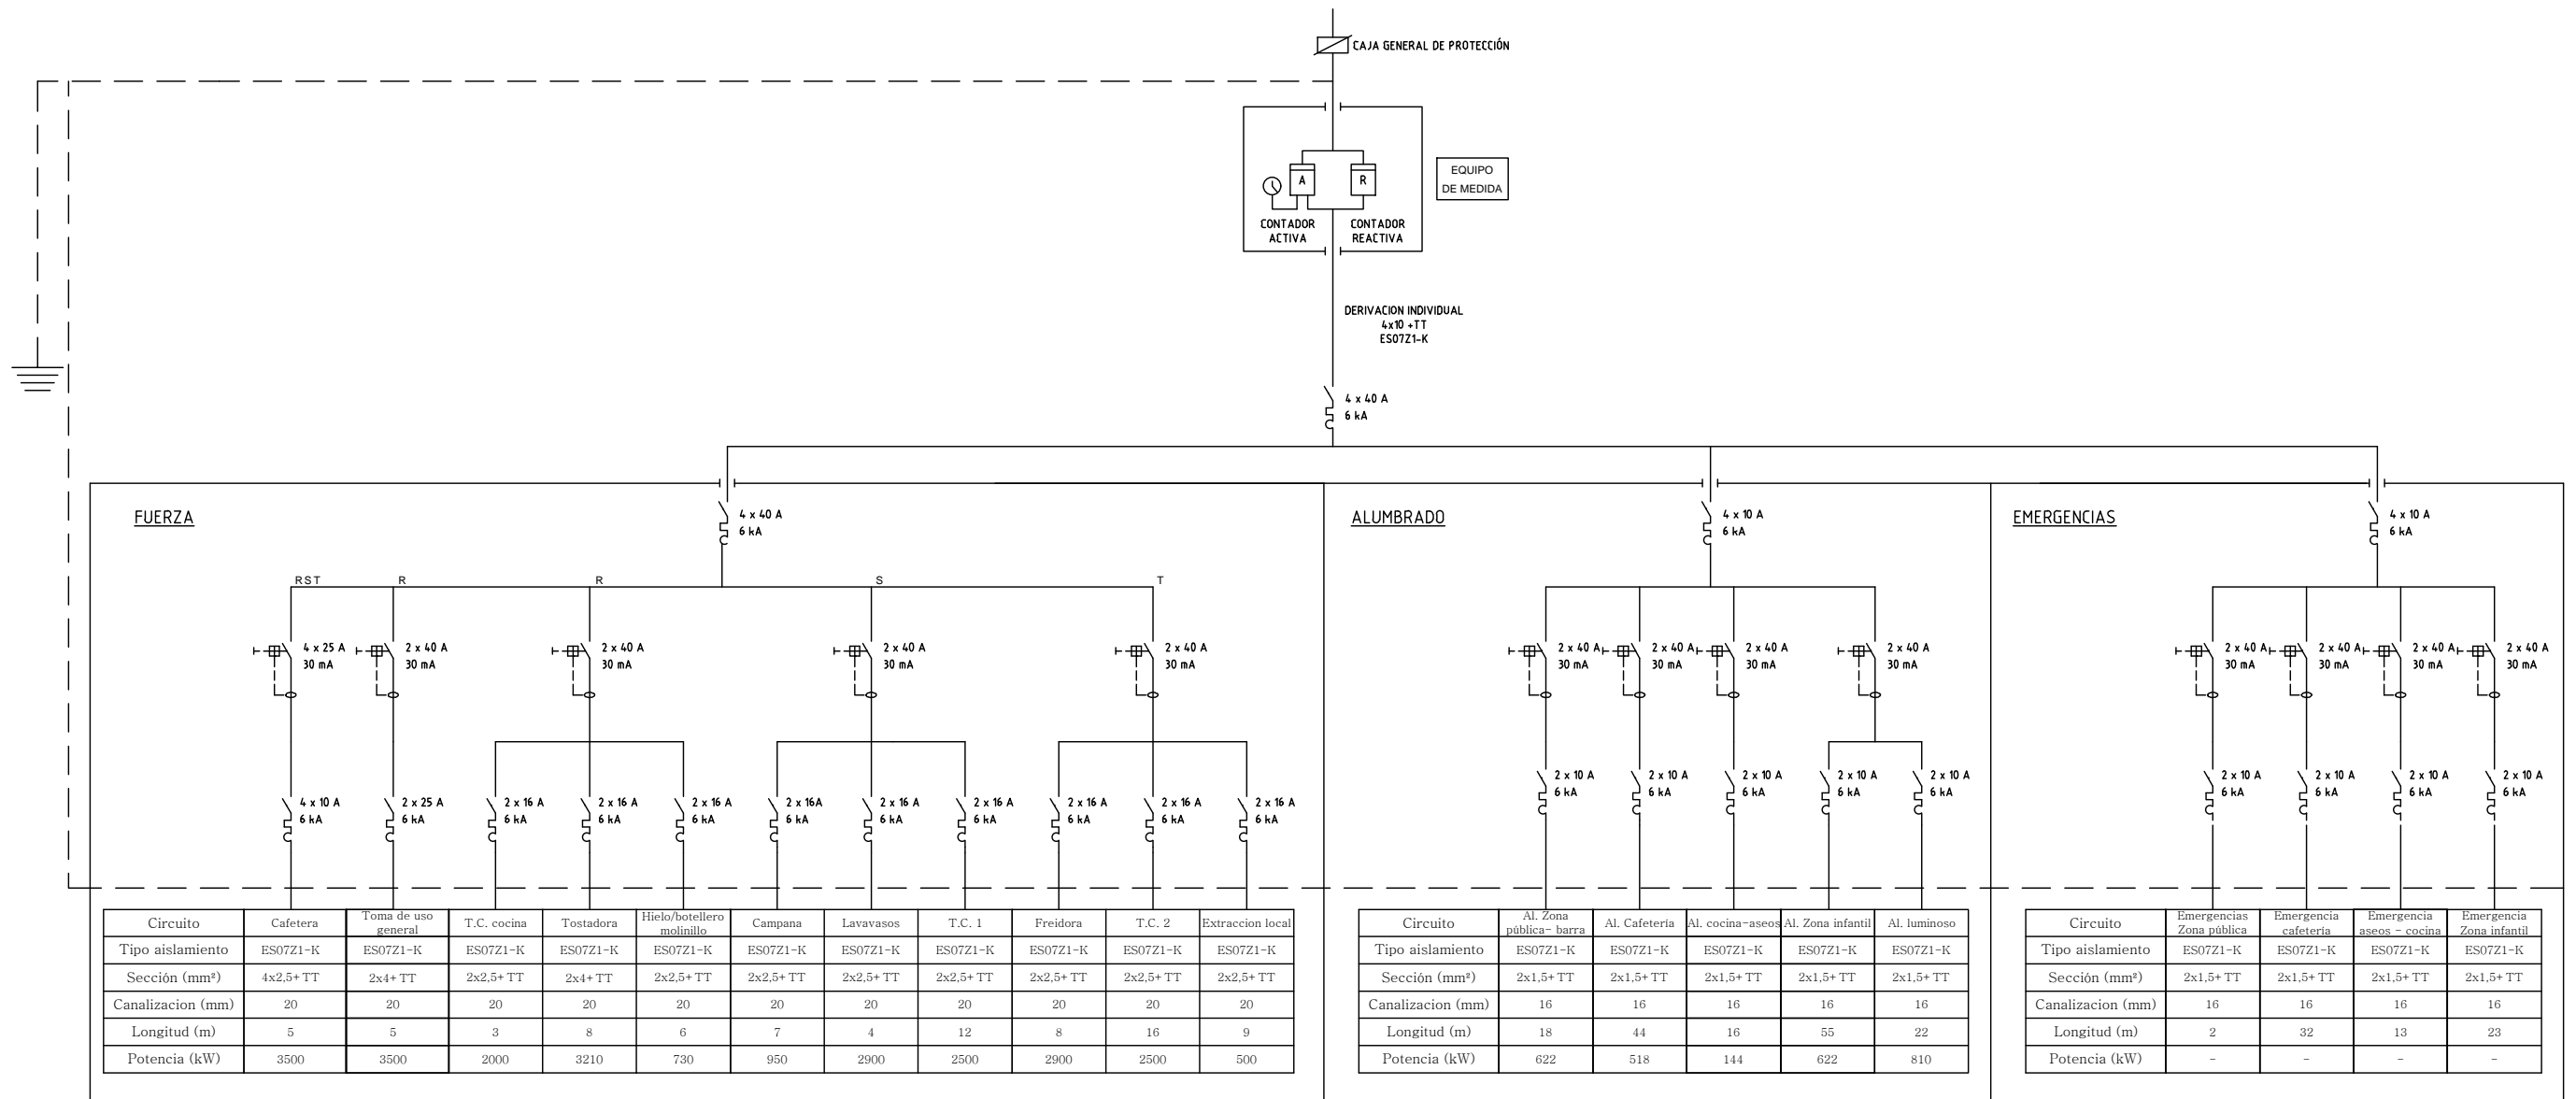 CAJA GENERAL DE PROTECCIÓN
A
R
EQUIPO
DE MEDIDA
CONTADOR
ACTIVA
CONTADOR
REACTIVA
DERIVACION INDIVIDUAL
4x10 +TT
ES07Z1-K
4 x 40 A
6 kA
FUERZA
4 x 40 A
6 kA
RST
R
R
S
T
4 x 25 A
30 mA
2 x 40 A
30 mA
2 x 40 A
30 mA
2 x 40 A
30 mA
2 x 40 A
30 mA
4 x 10 A
6 kA
2 x 25 A
6 kA
2 x 16 A
6 kA
2 x 16 A
6 kA
2 x 16 A
6 kA
2 x 16A
6 kA
2 x 16 A
6 kA
2 x 16 A
6 kA
2 x 16 A
6 kA
2 x 16 A
6 kA
2 x 16 A
6 kA
Circuito Cafetera Toma de uso general T.C. cocina Tostadora Hielo/botellero molinillo Campana Lavavasos T.C. 1 Freidora T.C. 2 Extraccion local
Tipo aislamiento ES07Z1-K ES07Z1-K ES07Z1-K ES07Z1-K ES07Z1-K ES07Z1-K ES07Z1-K ES07Z1-K ES07Z1-K ES07Z1-K ES07Z1-K
Sección (mm²) 4x2,5+TT 2x4+TT 2x2,5+TT 2x4+TT 2x2,5+TT 2x2,5+TT 2x2,5+TT 2x2,5+TT 2x2,5+TT 2x2,5+TT 2x2,5+TT
Canalizacion (mm) 20 20 20 20 20 20 20 20 20 20 20
Longitud (m) 5 5 3 8 6 7 4 12 8 16 9
Potencia (kW) 3500 3500 2000 3210 730 950 2900 2500 2900 2500 500
ALUMBRADO
4 x 10 A
6 kA
2 x 40 A
30 mA
2 x 40 A
30 mA
2 x 40 A
30 mA
2 x 40 A
30 mA
2 x 10 A
6 kA
2 x 10 A
6 kA
2 x 10 A
6 kA
2 x 10 A
6 kA
2 x 10 A
6 kA
Circuito Al. Zona pública- barra Al. Cafetería Al. cocina-aseos Al. Zona infantil Al. luminoso
Tipo aislamiento ES07Z1-K ES07Z1-K ES07Z1-K ES07Z1-K ES07Z1-K
Sección (mm²) 2x1,5+TT 2x1,5+TT 2x1,5+TT 2x1,5+TT 2x1,5+TT
Canalizacion (mm) 16 16 16 16 16
Longitud (m) 18 44 16 55 22
Potencia (kW) 622 518 144 622 810
EMERGENCIAS
4 x 10 A
6 kA
2 x 40 A
30 mA
2 x 40 A
30 mA
2 x 40 A
30 mA
2 x 40 A
30 mA
2 x 10 A
6 kA
2 x 10 A
6 kA
2 x 10 A
6 kA
2 x 10 A
6 kA
Circuito Emergencias Zona pública Emergencia cafetería Emergencia aseos - cocina Emergencia Zona infantil
Tipo aislamiento ES07Z1-K ES07Z1-K ES07Z1-K ES07Z1-K
Sección (mm²) 2x1,5+TT 2x1,5+TT 2x1,5+TT 2x1,5+TT
Canalizacion (mm) 16 16 16 16
Longitud (m) 2 32 13 23
Potencia (kW) - - - -